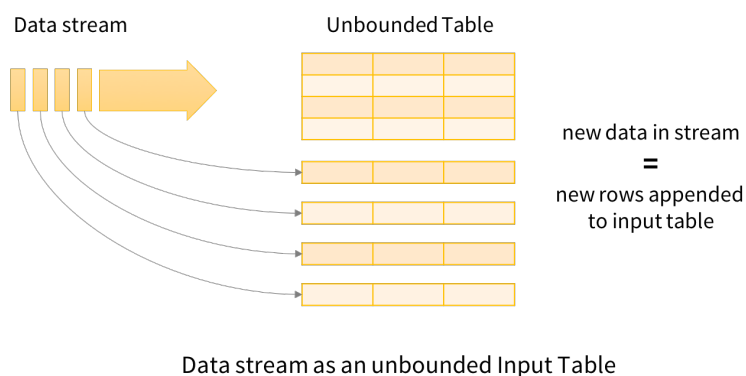 Data stream
Unbounded Table
new data in stream
=
new rows appended
to input table
Data stream as an unbounded Input Table